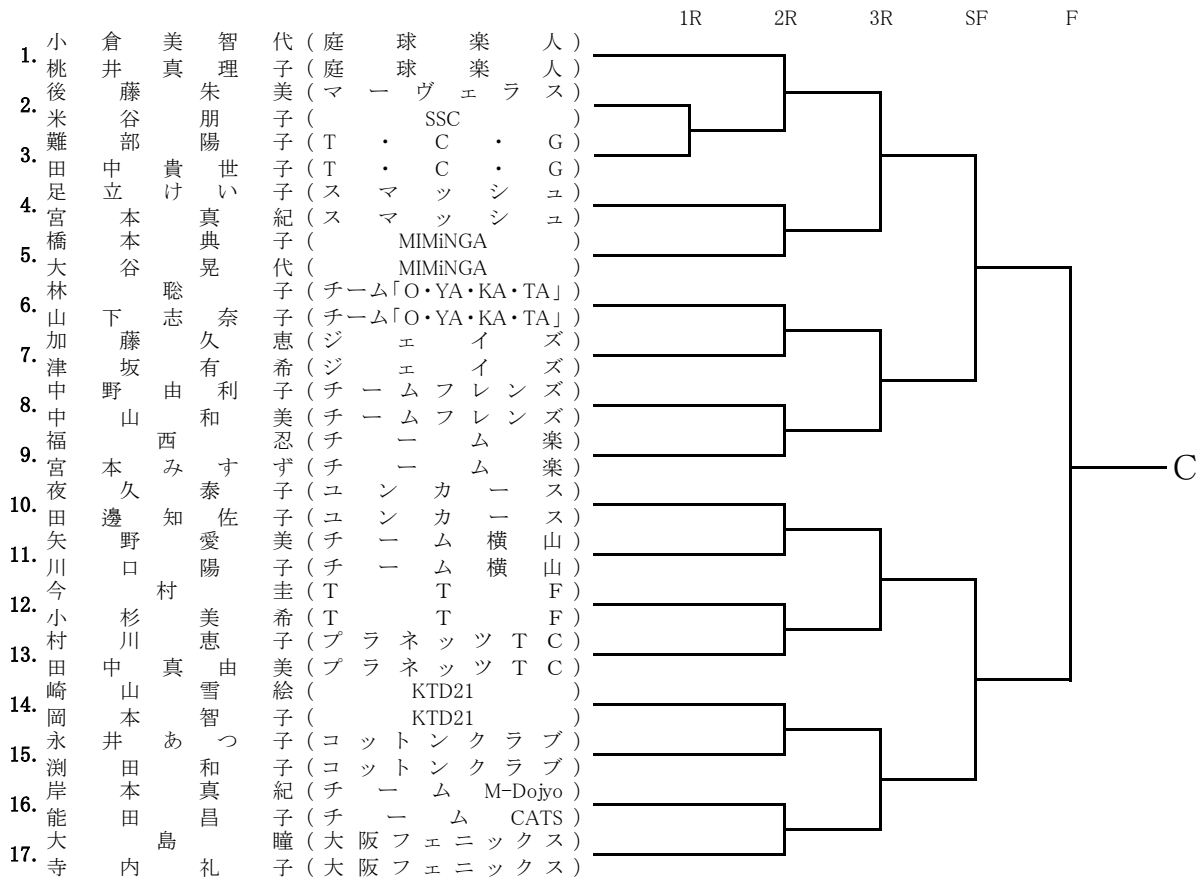 1R 2R 3R SF F
1.
小倉美智代(庭球楽人)
桃井真理子(庭球楽人)
2.
後藤朱美(マーヴェラス)
米谷朋子(SSC)
3.
難部陽子(T・C・G)
田中貴世子(T・C・G)
4.
足立けい子(スマッシュ)
宮本真紀(スマッシュ)
5.
橋本典子(MIMiNGA)
大谷晃代(MIMiNGA)
6.
林聡子(チーム「O・YA・KA・TA」)
山下志奈子(チーム「O・YA・KA・TA」)
7.
加藤久恵(ジェイズ)
津坂有希(ジェイズ)
8.
中野由利子(チームフレンズ)
中山和美(チームフレンズ)
9.
福西忍(チーム楽)
宮本みすず(チーム楽)
C
10.
夜久泰子(ユンカース)
田邊知佐子(ユンカース)
11.
矢野愛美(チーム横山)
川口陽子(チーム横山)
12.
今村圭(TTF)
小杉美希(TTF)
13.
村川恵子(プラネッツTC)
田中真由美(プラネッツTC)
14.
崎山雪絵(KTD21)
岡本智子(KTD21)
15.
永井あつ子(コットンクラブ)
渕田和子(コットンクラブ)
16.
岸本真紀(チーム M-Dojyo)
能田昌子(チーム CATS)
17.
大島瞳(大阪フェニックス)
寺内礼子(大阪フェニックス)